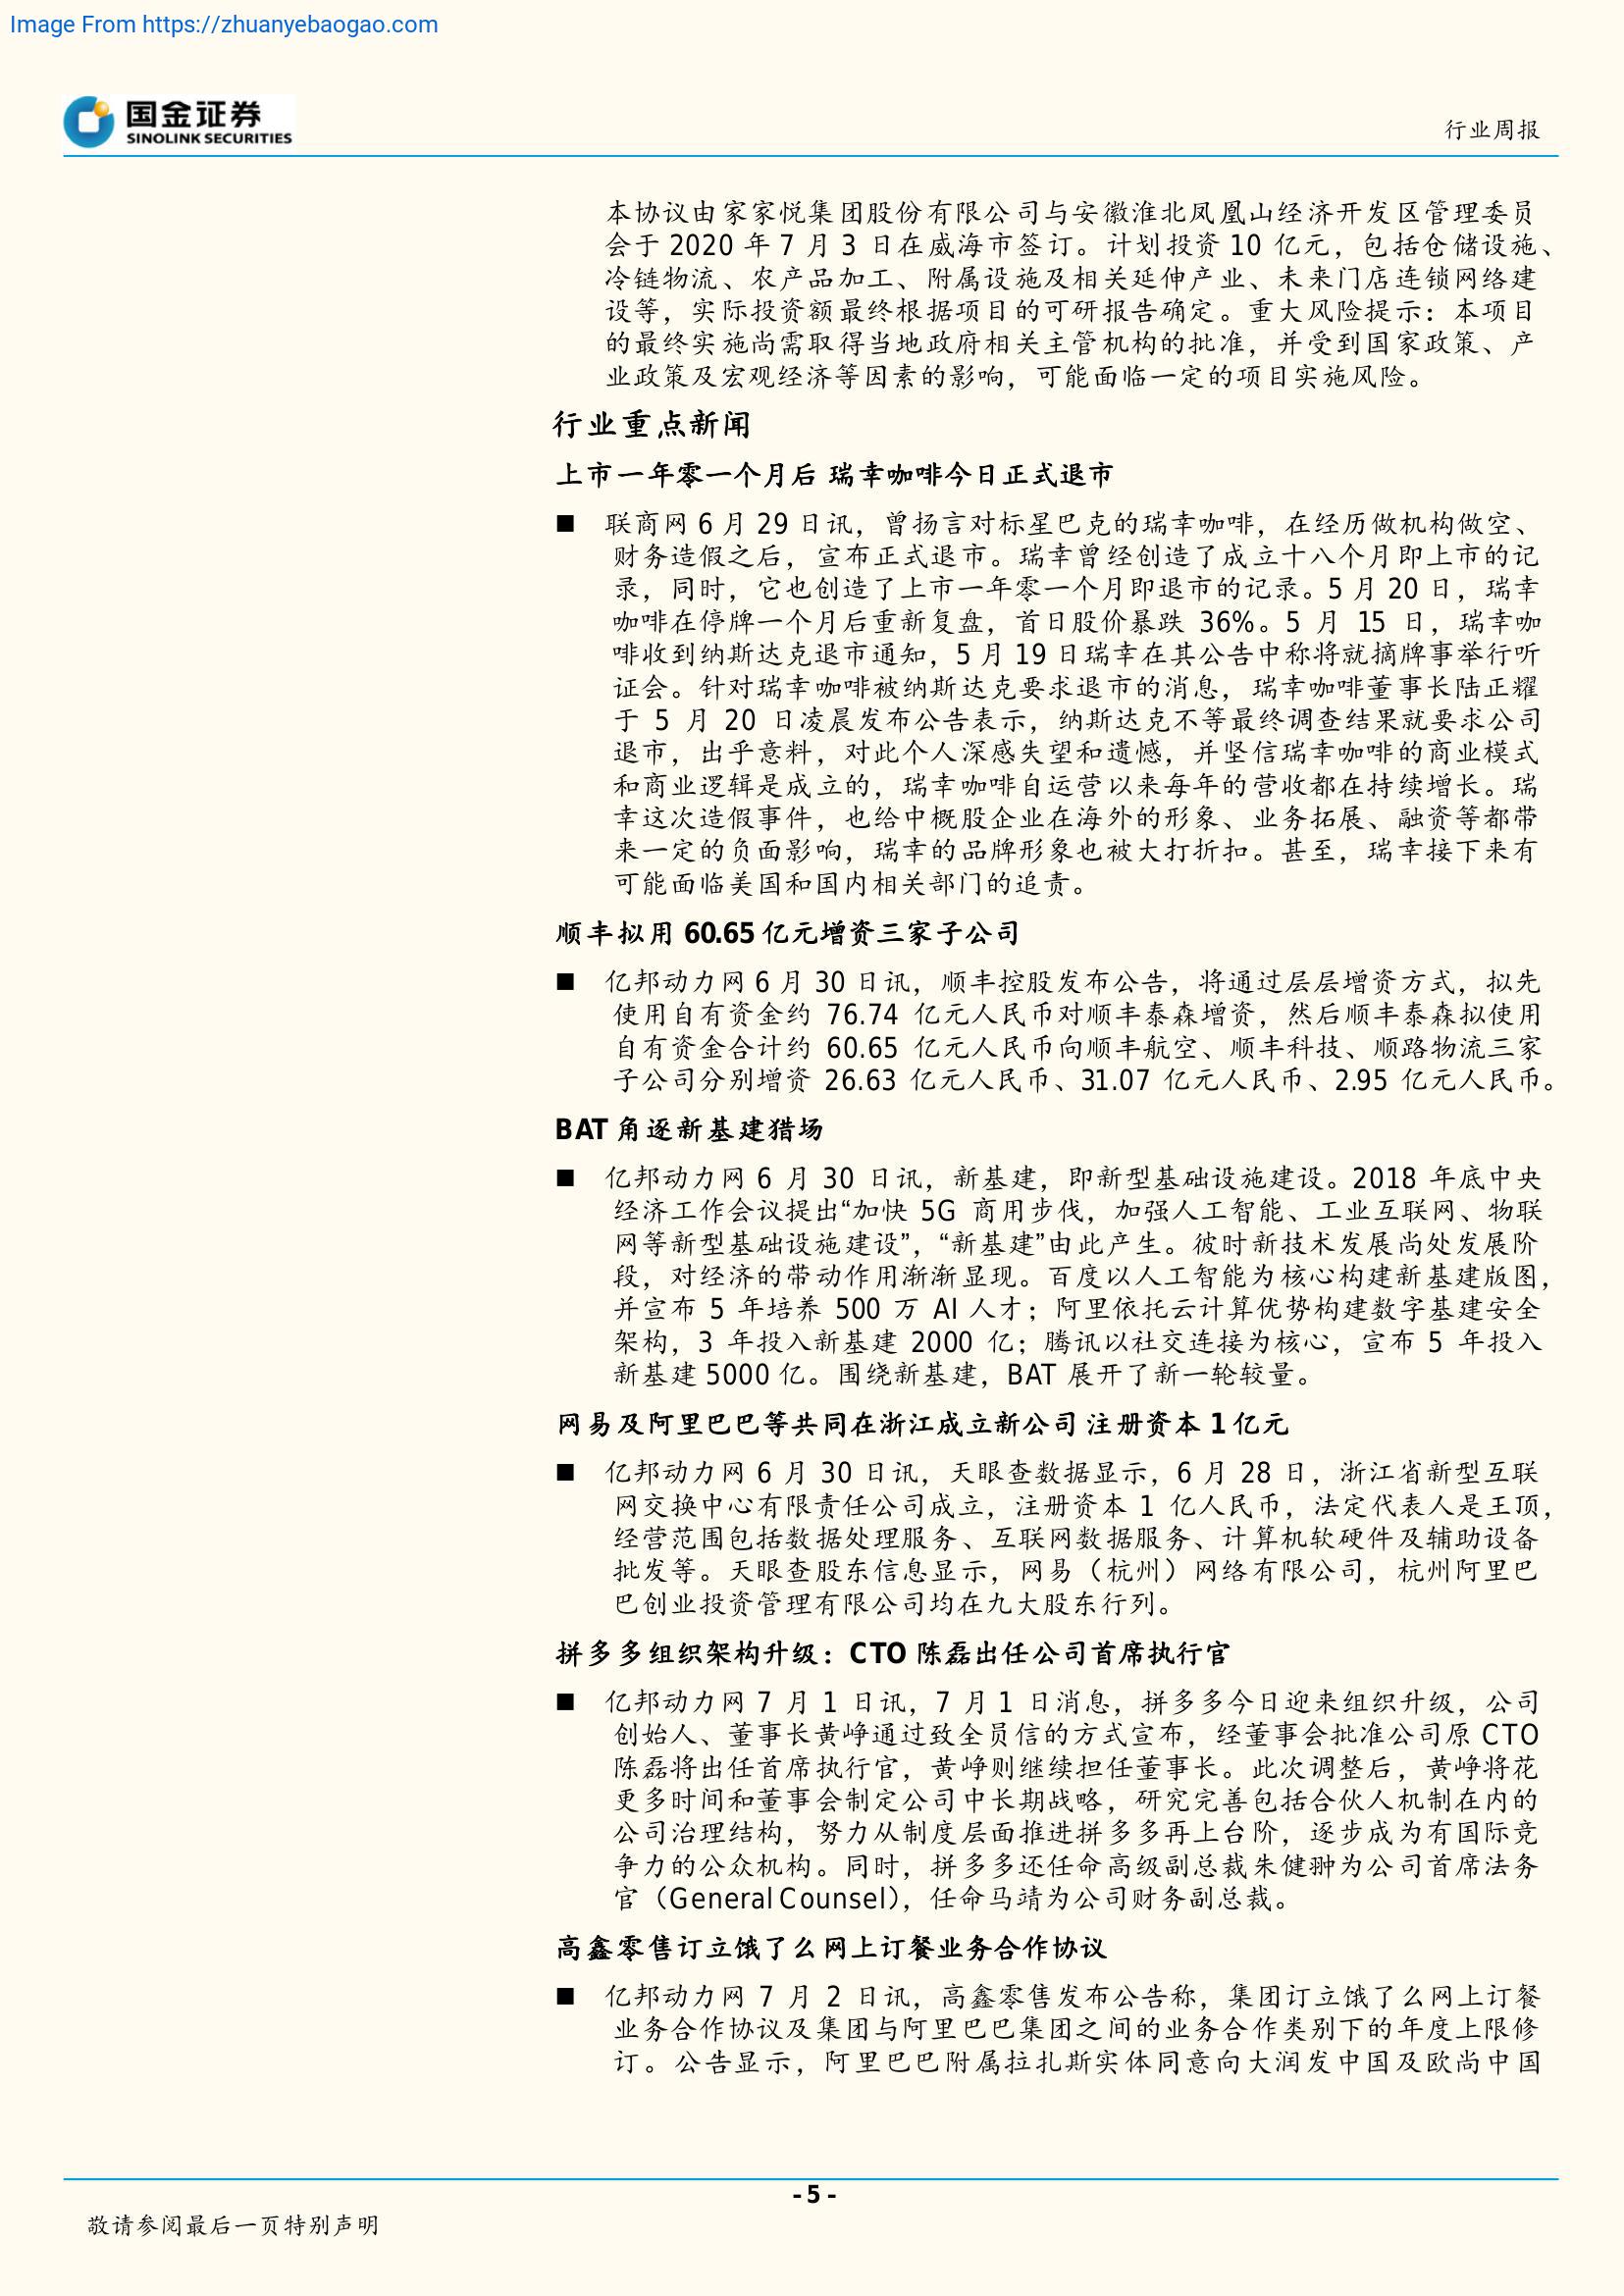 Image From https://zhuanyebaogao.com
国金证券
SINOLINK SECURITIES
行业周报
本协议由家家悦集团股份有限公司与安徽淮北凤凰山经济开发区管理委员
会于 2020 年 7 月 3 日在威海市签订。计划投资 10 亿元，包括仓储设施、
冷链物流、农产品加工、附属设施及相关延伸产业、未来门店连锁网络建
设等，实际投资额最终根据项目的可研报告确定。重大风险提示：本项目
的最终实施尚需取得当地政府相关主管机构的批准，并受到国家政策、产
业政策及宏观经济等因素的影响，可能面临一定的项目实施风险。
行业重点新闻
上市一年零一个月后 瑞幸咖啡今日正式退市
■ 联商网 6 月 29 日讯，曾扬言对标星巴克的瑞幸咖啡，在经历做机构做空、
财务造假之后，宣布正式退市。瑞幸曾经创造了成立十八个月即上市的记
录，同时，它也创造了上市一年零一个月即退市的记录。5 月 20 日，瑞幸
咖啡在停牌一个月后重新复盘，首日股价暴跌 36%。5 月 15 日，瑞幸咖
啡收到纳斯达克退市通知，5 月 19 日瑞幸在其公告中称将就摘牌事举行听
证会。针对瑞幸咖啡被纳斯达克要求退市的消息，瑞幸咖啡董事长陆正耀
于 5 月 20 日凌晨发布公告表示，纳斯达克不等最终调查结果就要求公司
退市，出乎意料，对此个人深感失望和遗憾，并坚信瑞幸咖啡的商业模式
和商业逻辑是成立的，瑞幸咖啡自运营以来每年的营收都在持续增长。瑞
幸这次造假事件，也给中概股企业在海外的形象、业务拓展、融资等都带
来一定的负面影响，瑞幸的品牌形象也被大打折扣。甚至，瑞幸接下来有
可能面临美国和国内相关部门的追责。
顺丰拟用 60.65 亿元增资三家子公司
■ 亿邦动力网 6 月 30 日讯，顺丰控股发布公告，将通过层层增资方式，拟先
使用自有资金约 76.74 亿元人民币对顺丰泰森增资，然后顺丰泰森拟使用
自有资金合计约 60.65 亿元人民币向顺丰航空、顺丰科技、顺路物流三家
子公司分别增资 26.63 亿元人民币、31.07 亿元人民币、2.95 亿元人民币。
BAT 角逐新基建猎场
■ 亿邦动力网 6 月 30 日讯，新基建，即新型基础设施建设。2018 年底中央
经济工作会议提出“加快 5G 商用步伐，加强人工智能、工业互联网、物联
网等新型基础设施建设”，“新基建”由此产生。彼时新技术发展尚处发展阶
段，对经济的带动作用渐渐显现。百度以人工智能为核心构建新基建版图，
并宣布 5 年培养 500 万 AI 人才；阿里依托云计算优势构建数字基建安全
架构，3 年投入新基建 2000 亿；腾讯以社交连接为核心，宣布 5 年投入
新基建 5000 亿。围绕新基建，BAT 展开了新一轮较量。
网易及阿里巴巴等共同在浙江成立新公司 注册资本 1 亿元
■ 亿邦动力网 6 月 30 日讯，天眼查数据显示，6 月 28 日，浙江省新型互联
网交换中心有限责任公司成立，注册资本 1 亿人民币，法定代表人是王顶，
经营范围包括数据处理服务、互联网数据服务、计算机软硬件及辅助设备
批发等。天眼查股东信息显示，网易（杭州）网络有限公司，杭州阿里巴
巴创业投资管理有限公司均在九大股东行列。
拼多多组织架构升级：CTO 陈磊出任公司首席执行官
■ 亿邦动力网 7 月 1 日讯，7 月 1 日消息，拼多多今日迎来组织升级，公司
创始人、董事长黄峥通过致全员信的方式宣布，经董事会批准公司原 CTO
陈磊将出任首席执行官，黄峥则继续担任董事长。此次调整后，黄峥将花
更多时间和董事会制定公司中长期战略，研究完善包括合伙人机制在内的
公司治理结构，努力从制度层面推进拼多多再上台阶，逐步成为有国际竞
争力的公众机构。同时，拼多多还任命高级副总裁朱健翀为公司首席法务
官（General Counsel），任命马靖为公司财务副总裁。
高鑫零售订立饿了么网上订餐业务合作协议
■ 亿邦动力网 7 月 2 日讯，高鑫零售发布公告称，集团订立饿了么网上订餐
业务合作协议及集团与阿里巴巴集团之间的业务合作类别下的年度上限修
订。公告显示，阿里巴巴附属拉扎斯实体同意向大润发中国及欧尚中国
- 5 -
敬请参阅最后一页特别声明